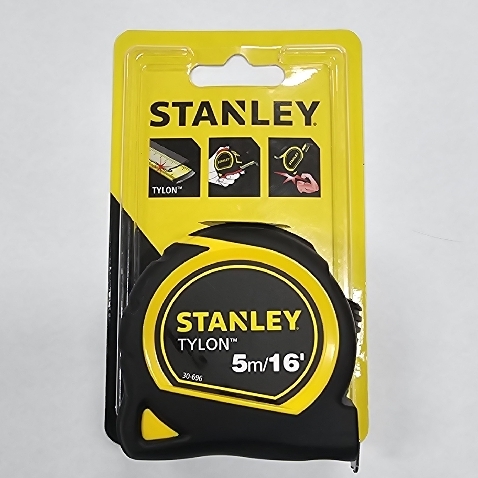 STANLEY.
TYLON™
STANLEY
TYLON™
5m/16'
30-696